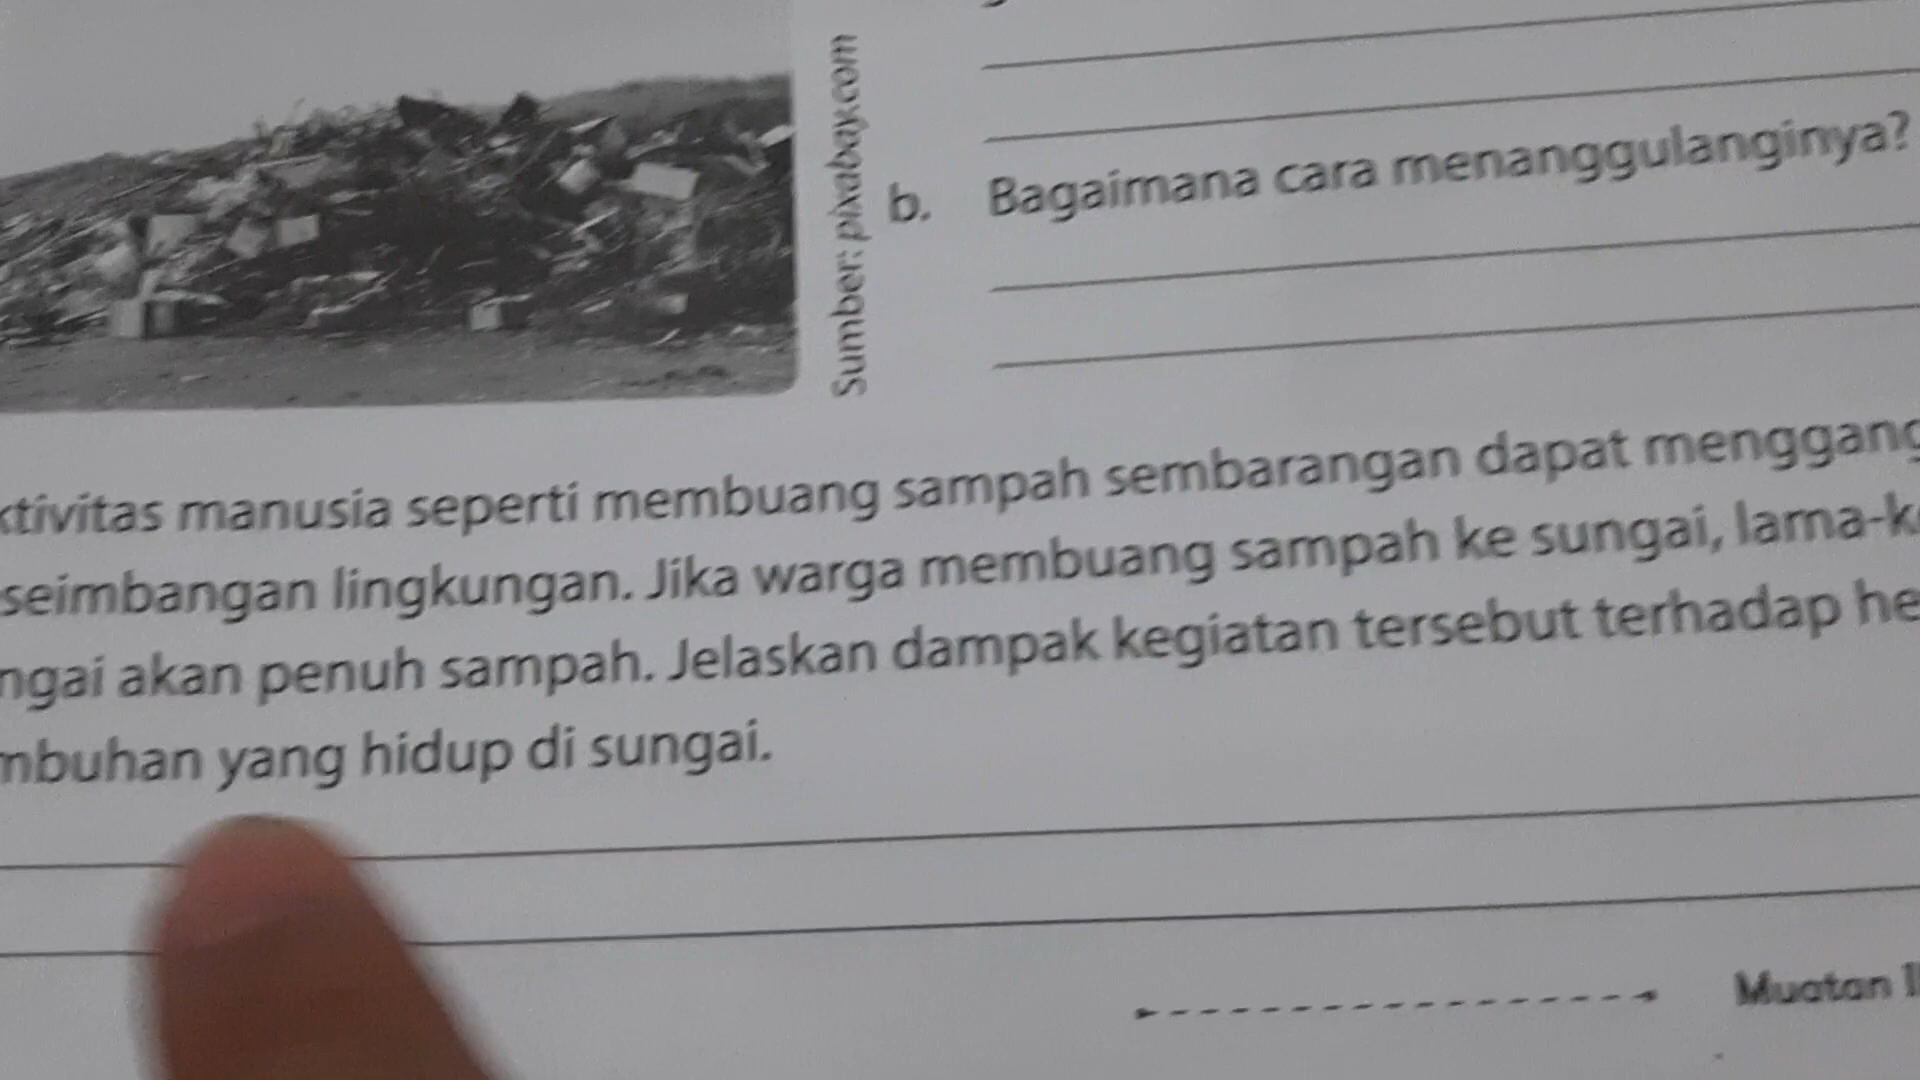 Sumber: pixabay.com
b. Bagaimana cara menanggulanginya?
ktivitas manusia seperti membuang sampah sembarangan dapat menggang
seimbangan lingkungan. Jika warga membuang sampah ke sungai, lama-k
ngai akan penuh sampah. Jelaskan dampak kegiatan tersebut terhadap he
mbuhan yang hidup di sungai.
Muatan